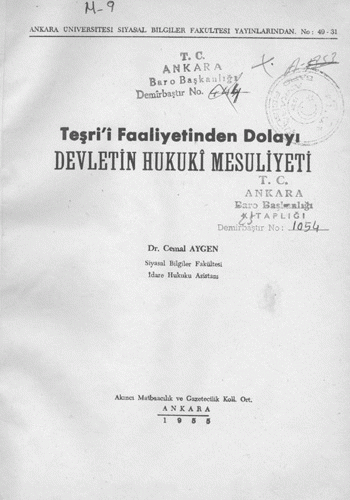 M-9
ANKARA ÜNİVERSİTESİ SİYASAL BİLGİLER FAKÜLTESİ YAYINLARINDAN. No: 49-31
T. C.
ANKARA
Baro Başkanlığı
Demirbaştır No. 644
Teşri'î Faaliyetinden Dolayı
DEVLETİN HUKUKÎ MESULİYETİ
T. C.
ANKARA
Baro Başkanlığı
KİTAPLIĞI
Demirbaştır No: 1054
Dr. Cemal AYGEN
Siyasal Bilgiler Fakültesi
İdare Hukuku Asistanı
Akıncı Matbaacılık ve Gazetecilik Koll. Ort.
ANKARA
1955